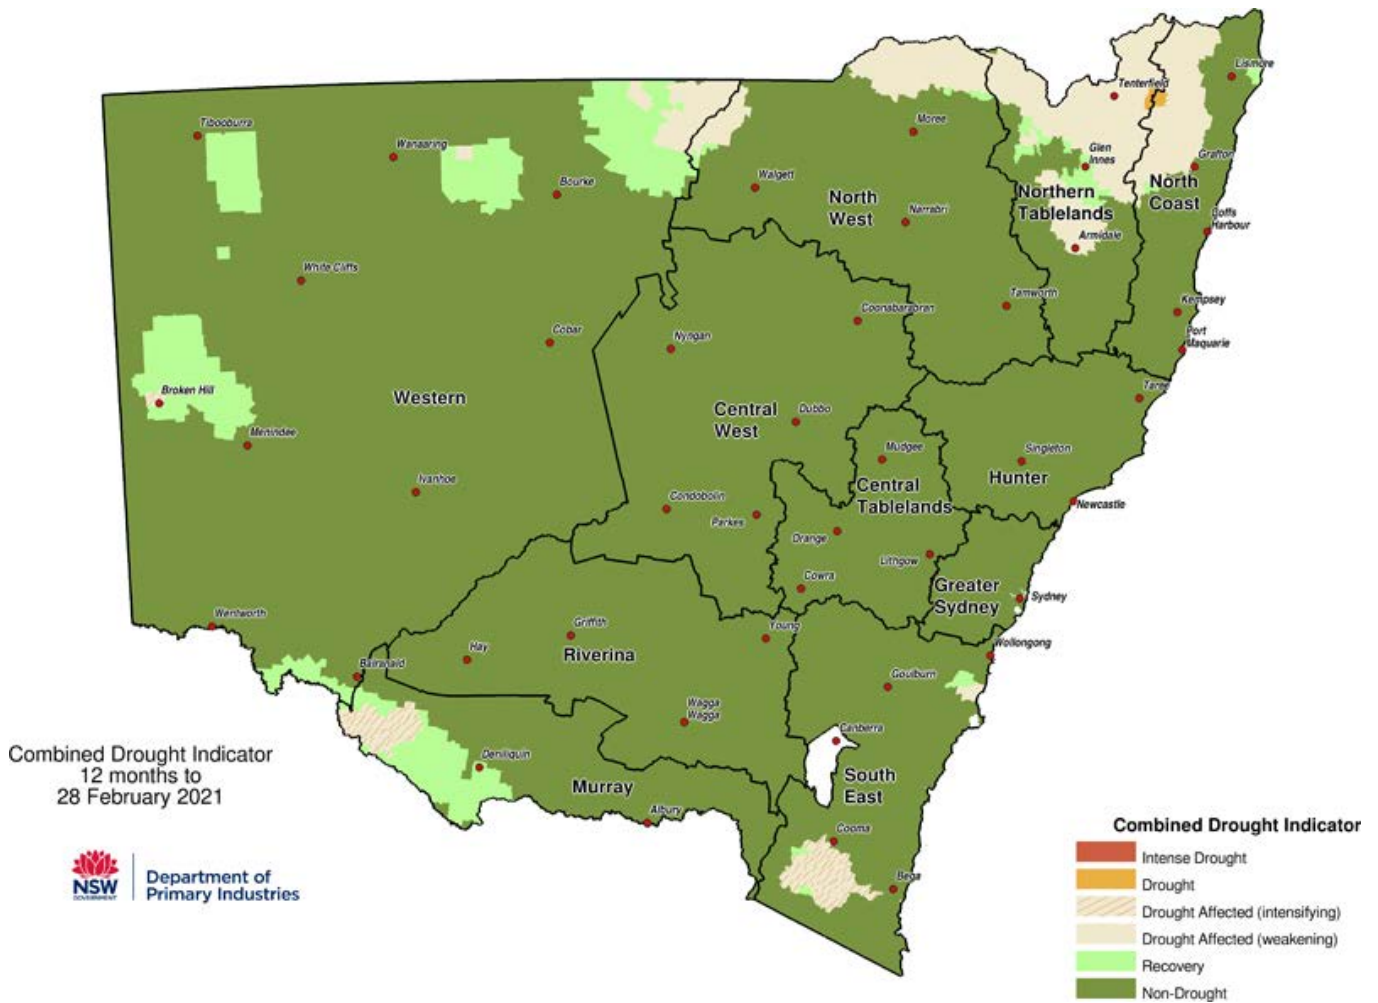 Lismore
Tenterfield
Tibooburra
Moree
Wanaaring
Glen
Innes
Grafton
Bourke
Walgett
North
West
Northern
Tablelands
North
Coast
Narrabri
Coffs
Harbour
Armidale
White Cliffs
Tamworth
Kempsey
Coonabarabran
Cobar
Nyngan
Port
Maquarie
Broken Hill
Western
Taree
Central
West
Dubbo
Menindee
Mudgee
Singleton
Hunter
Ivanhoe
Central
Tablelands
Condobolin
Newcastle
Parkes
Orange
Lithgow
Cowra
Greater
Sydney
Sydney
Wentworth
Griffith
Young
Wollongong
Hay
Riverina
Balranald
Goulburn
Wagga
Wagga
Canberra
Combined Drought Indicator
12 months to
28 February 2021
Deniliquin
South
East
Murray
Albury
Cooma
Bega
NSW
GOVERNMENT
Department of
Primary Industries
Combined Drought Indicator
Intense Drought
Drought
Drought Affected (intensifying)
Drought Affected (weakening)
Recovery
Non-Drought